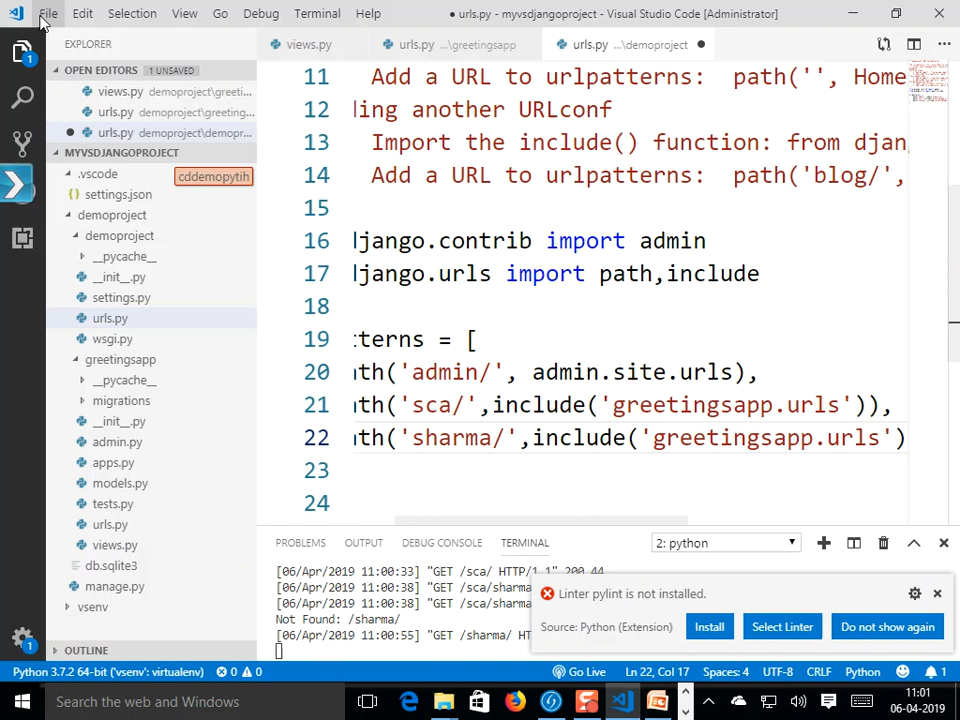 File Edit Selection View Go Debug Terminal Help ● urls.py - myvsdjangoproject - Visual Studio Code [Administrator]
EXPLORER
views.py urls.py ...\greetingsapp urls.py ...\demoproject ●
OPEN EDITORS 1 UNSAVED
views.py demoproject\greeti...
urls.py demoproject\greeting...
● urls.py demoproject\demopr...
MYVSDJANGOPROJECT
.vscode cddemopytih
{} settings.json
demoproject
demoproject
__pycache__
__init__.py
settings.py
urls.py
wsgi.py
greetingsapp
__pycache__
migrations
__init__.py
admin.py
apps.py
models.py
tests.py
urls.py
views.py
db.sqlite3
manage.py
vsenv
OUTLINE
11 Add a URL to urlpatterns: path('', Home
12 ding another URLconf
13 Import the include() function: from djan
14 Add a URL to urlpatterns: path('blog/',
15
16 django.contrib import admin
17 django.urls import path,include
18
19 tterns = [
20 ath('admin/', admin.site.urls),
21 ath('sca/',include('greetingsapp.urls')),
22 ath('sharma/',include('greetingsapp.urls')
23
24
PROBLEMS OUTPUT DEBUG CONSOLE TERMINAL 2: python
[06/Apr/2019 11:00:33] "GET /sca/ HTTP/1.1" 200 44
[06/Apr/2019 11:00:38] "GET /sca/sharma
[06/Apr/2019 11:00:38] "GET /sca/sharma
Not Found: /sharma/
[06/Apr/2019 11:00:55] "GET /sharma/ HT
Linter pylint is not installed.
Source: Python (Extension) Install Select Linter Do not show again
Python 3.7.2 64-bit ('vsenv': virtualenv) 0 0 Go Live Ln 22, Col 17 Spaces: 4 UTF-8 CRLF Python 1
Search the web and Windows
11:01
06-04-2019